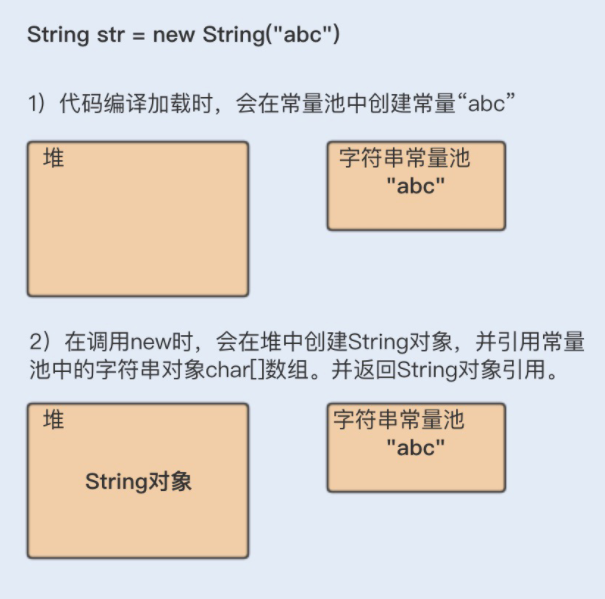 String str = new String("abc")
1）代码编译加载时，会在常量池中创建常量“abc”
堆
字符串常量池
"abc"
2）在调用new时，会在堆中创建String对象，并引用常量
池中的字符串对象char[]数组。并返回String对象引用。
堆
String对象
字符串常量池
"abc"